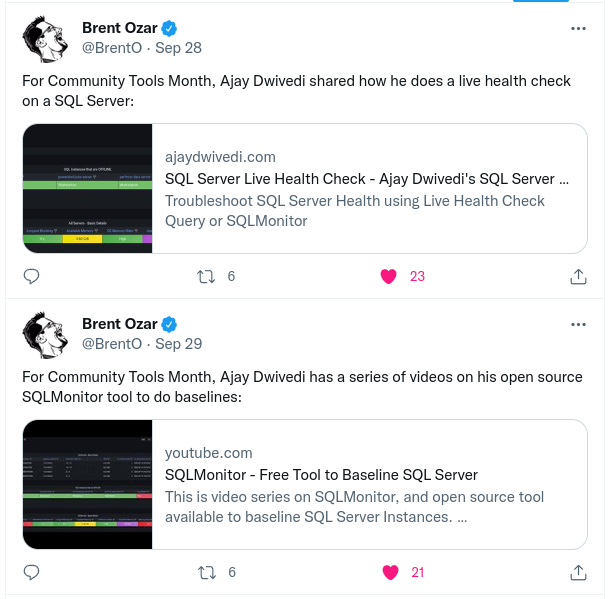 Brent Ozar
@BrentO · Sep 28
For Community Tools Month, Ajay Dwivedi shared how he does a live health check
on a SQL Server:
ajaydwivedi.com
SQL Server Live Health Check - Ajay Dwivedi's SQL Server ...
Troubleshoot SQL Server Health using Live Health Check
Query or SQLMonitor
6
23
Brent Ozar
@BrentO · Sep 29
For Community Tools Month, Ajay Dwivedi has a series of videos on his open source
SQLMonitor tool to do baselines:
youtube.com
SQLMonitor - Free Tool to Baseline SQL Server
This is video series on SQLMonitor, and open source tool
available to baseline SQL Server Instances. ...
6
21